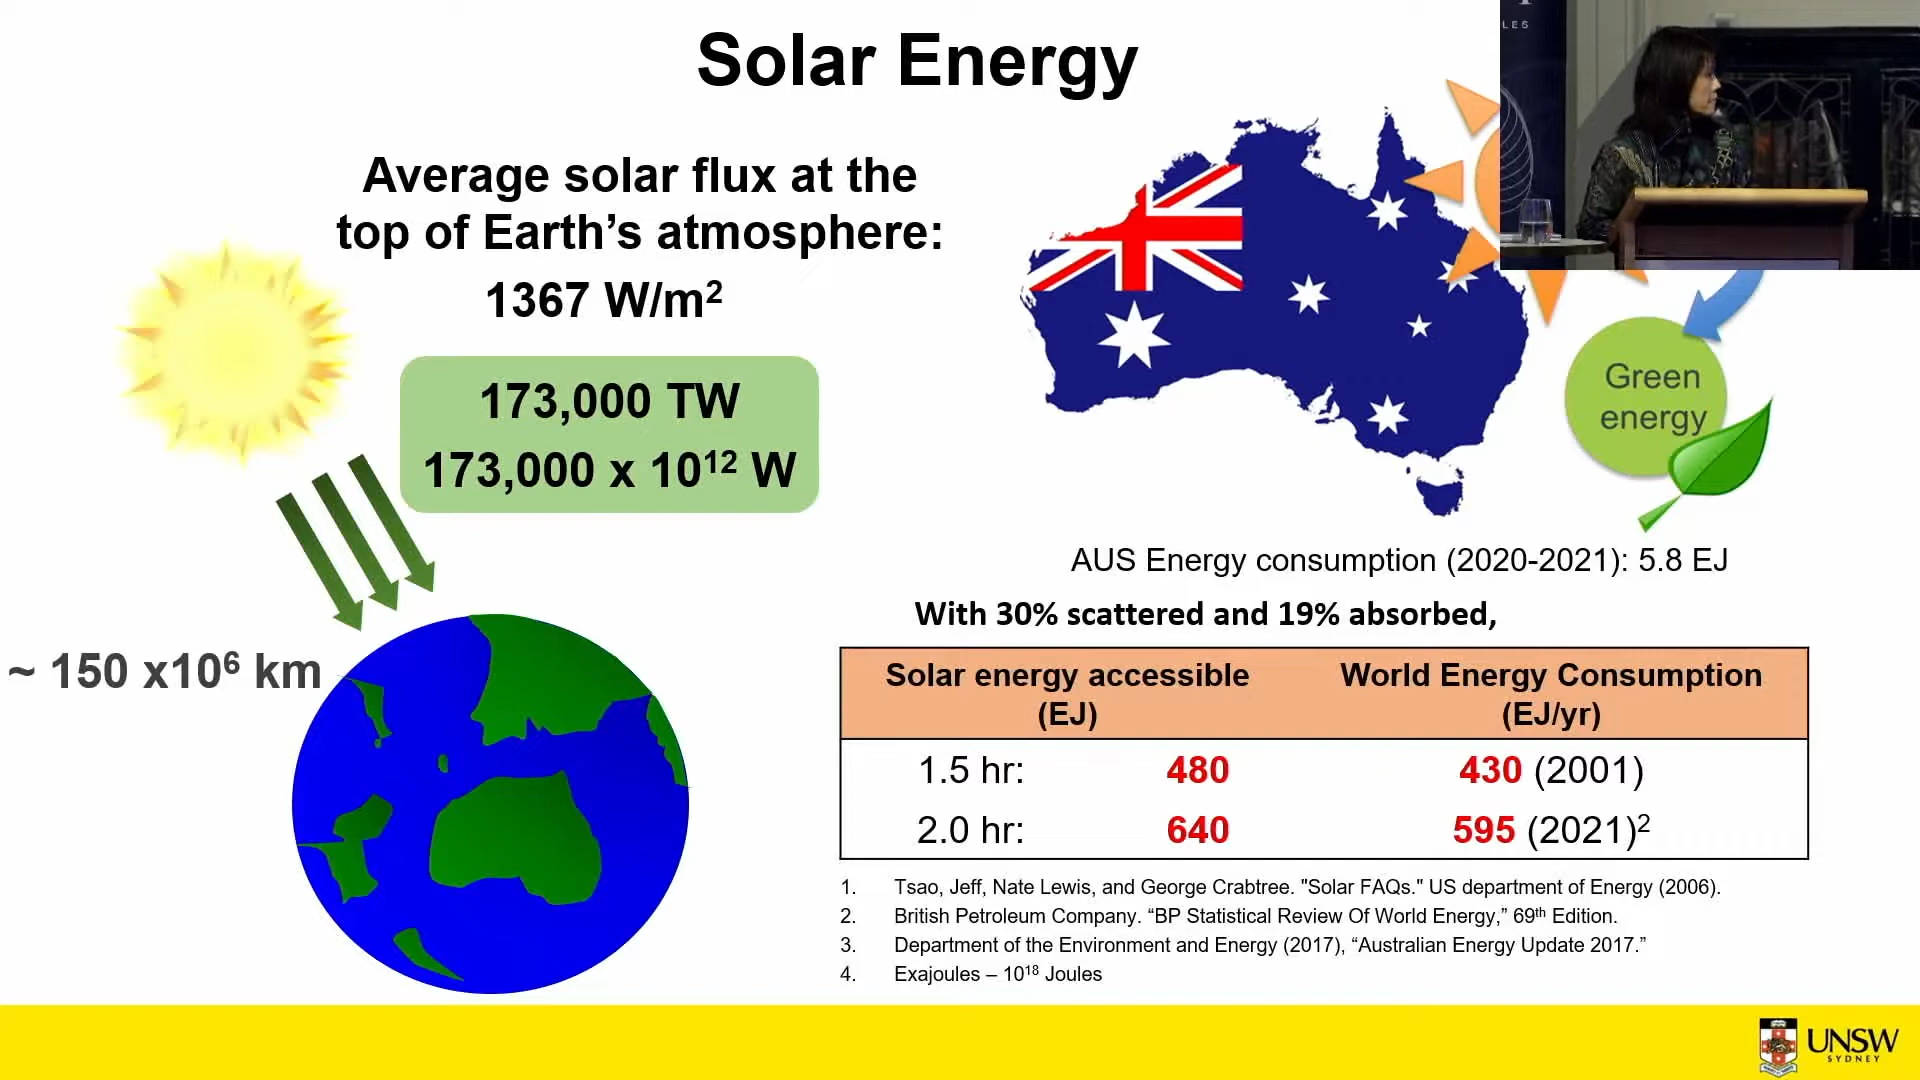 Solar Energy
LES
Average solar flux at the
top of Earth’s atmosphere:
1367 W/m²
173,000 TW
173,000 x 10¹² W
~ 150 x10⁶ km
Green
energy
AUS Energy consumption (2020-2021): 5.8 EJ
With 30% scattered and 19% absorbed,
Solar energy accessible
(EJ)
World Energy Consumption
(EJ/yr)
1.5 hr: 480 430 (2001)
2.0 hr: 640 595 (2021)²
1. Tsao, Jeff, Nate Lewis, and George Crabtree. "Solar FAQs." US department of Energy (2006).
2. British Petroleum Company. “BP Statistical Review Of World Energy,” 69th Edition.
3. Department of the Environment and Energy (2017), “Australian Energy Update 2017.”
4. Exajoules – 10¹⁸ Joules
UNSW
SYDNEY